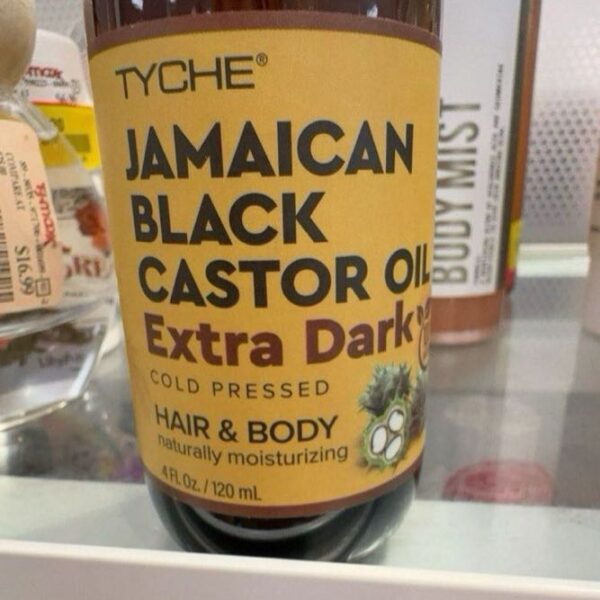 TYCHE®
JAMAICAN
BLACK
CASTOR OIL
Extra Dark
COLD PRESSED
HAIR & BODY
naturally moisturizing
4 Fl. Oz. / 120 mL
BODY MIST
$16.99